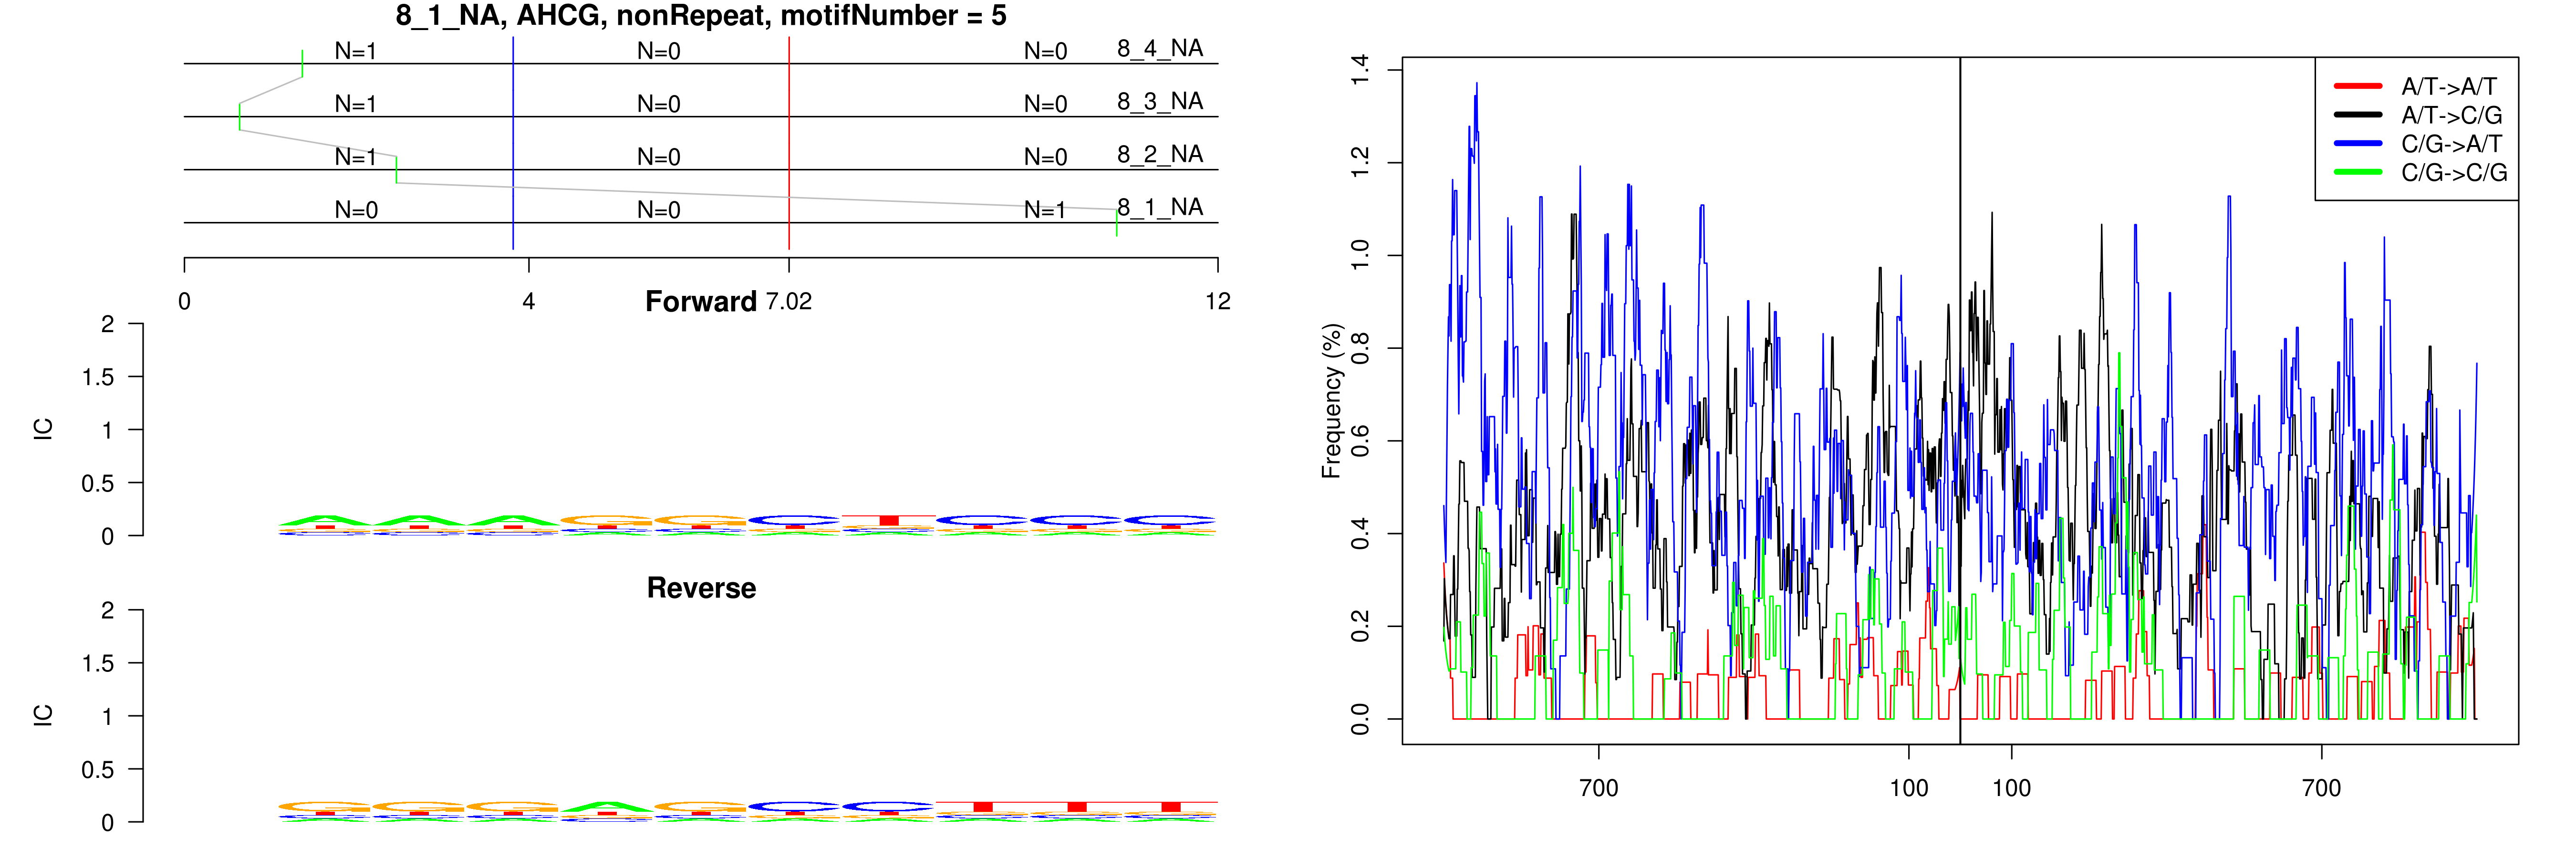 8_1_NA, AHCG, nonRepeat, motifNumber = 5
N=1 N=0 N=0 8_4_NA
N=1 N=0 N=0 8_3_NA
N=1 N=0 N=0 8_2_NA
N=0 N=0 N=1 8_1_NA
0 4 7.02 12
Forward
IC
2
1.5
1
0.5
0
AAAGGCTCCC
Reverse
IC
2
1.5
1
0.5
0
GGGAGCCTTT
Frequency (%)
1.4
1.2
1.0
0.8
0.6
0.4
0.2
0.0
700 100 100 700
A/T->A/T
A/T->C/G
C/G->A/T
C/G->C/G